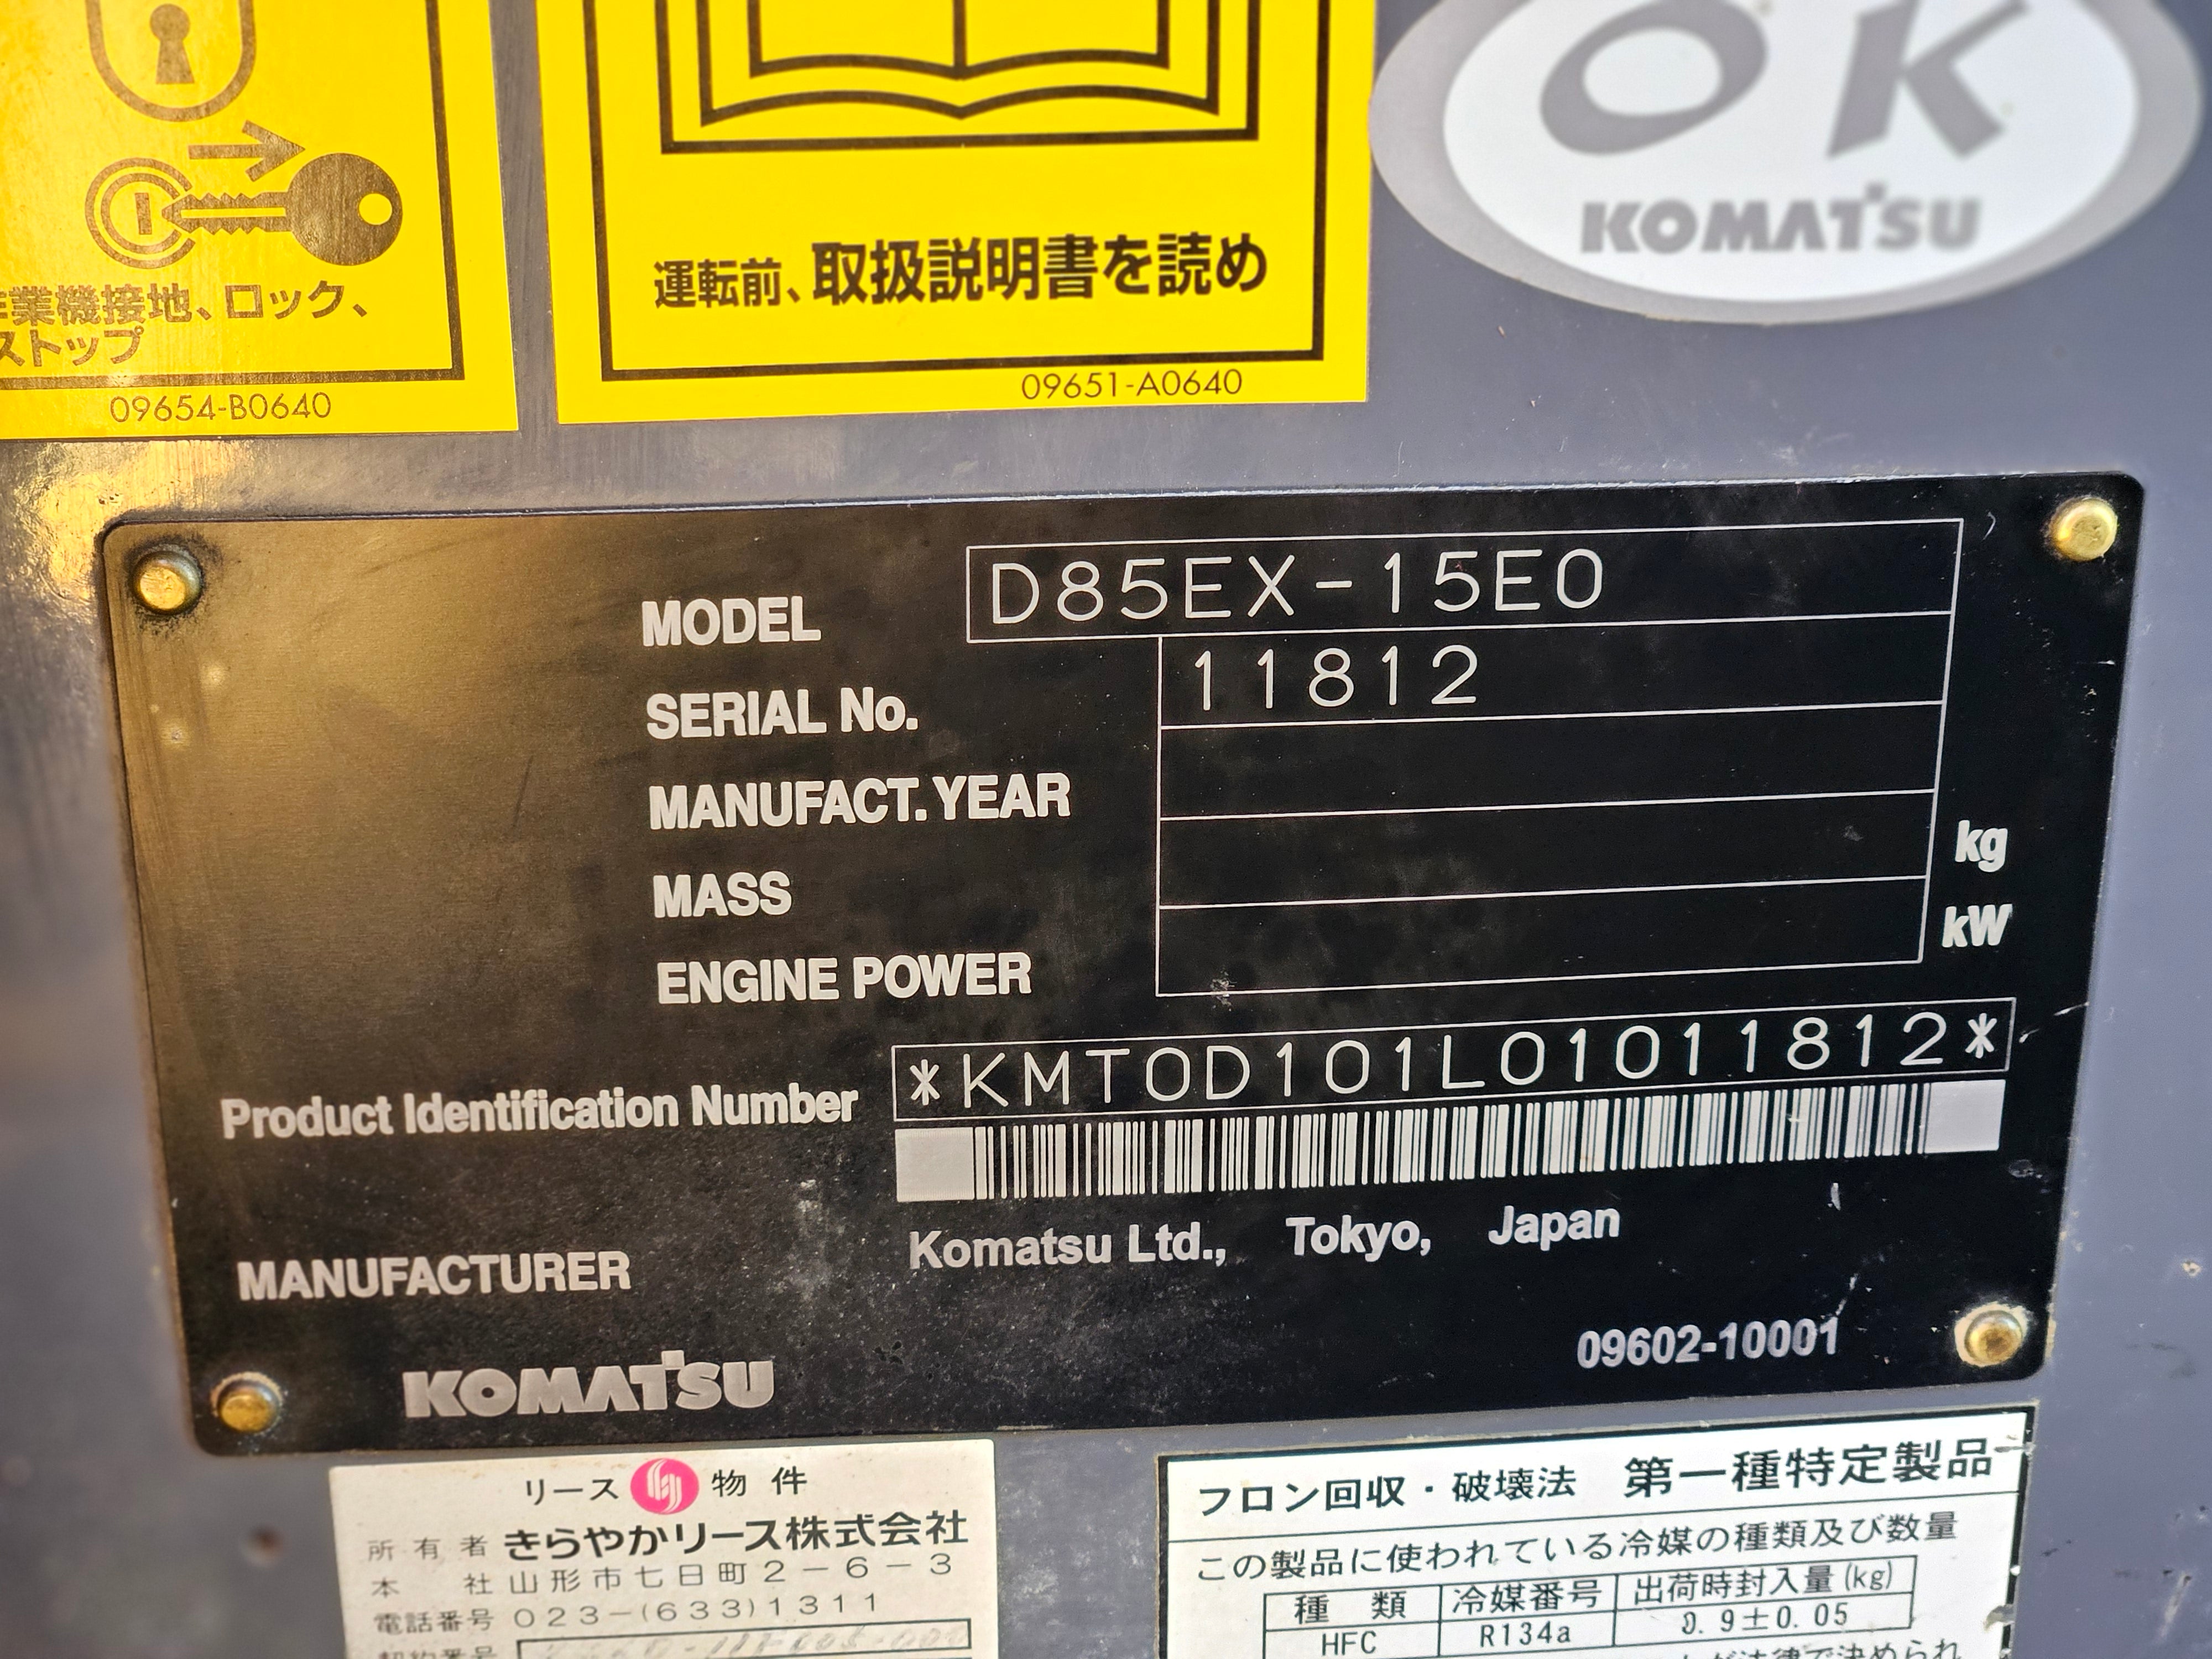 業機接地、ロック、
ストップ
09654-B0640
運転前、取扱説明書を読め
09651-A0640
OK
KOMATSU
MODEL D85EX-15E0
SERIAL No. 11812
MANUFACT. YEAR
MASS kg
ENGINE POWER kW
Product Identification Number *KMT0D101L01011812*
MANUFACTURER Komatsu Ltd., Tokyo, Japan
KOMATSU
09602-10001
リース 物件
所有者 きらやかリース株式会社
本 社 山形市七日町2-6-3
電話番号 023-(633)1311
契約番号
フロン回収・破壊法 第一種特定製品
この製品に使われている冷媒の種類及び数量
種 類 冷媒番号 出荷時封入量(kg)
HFC R134a 0.9±0.05